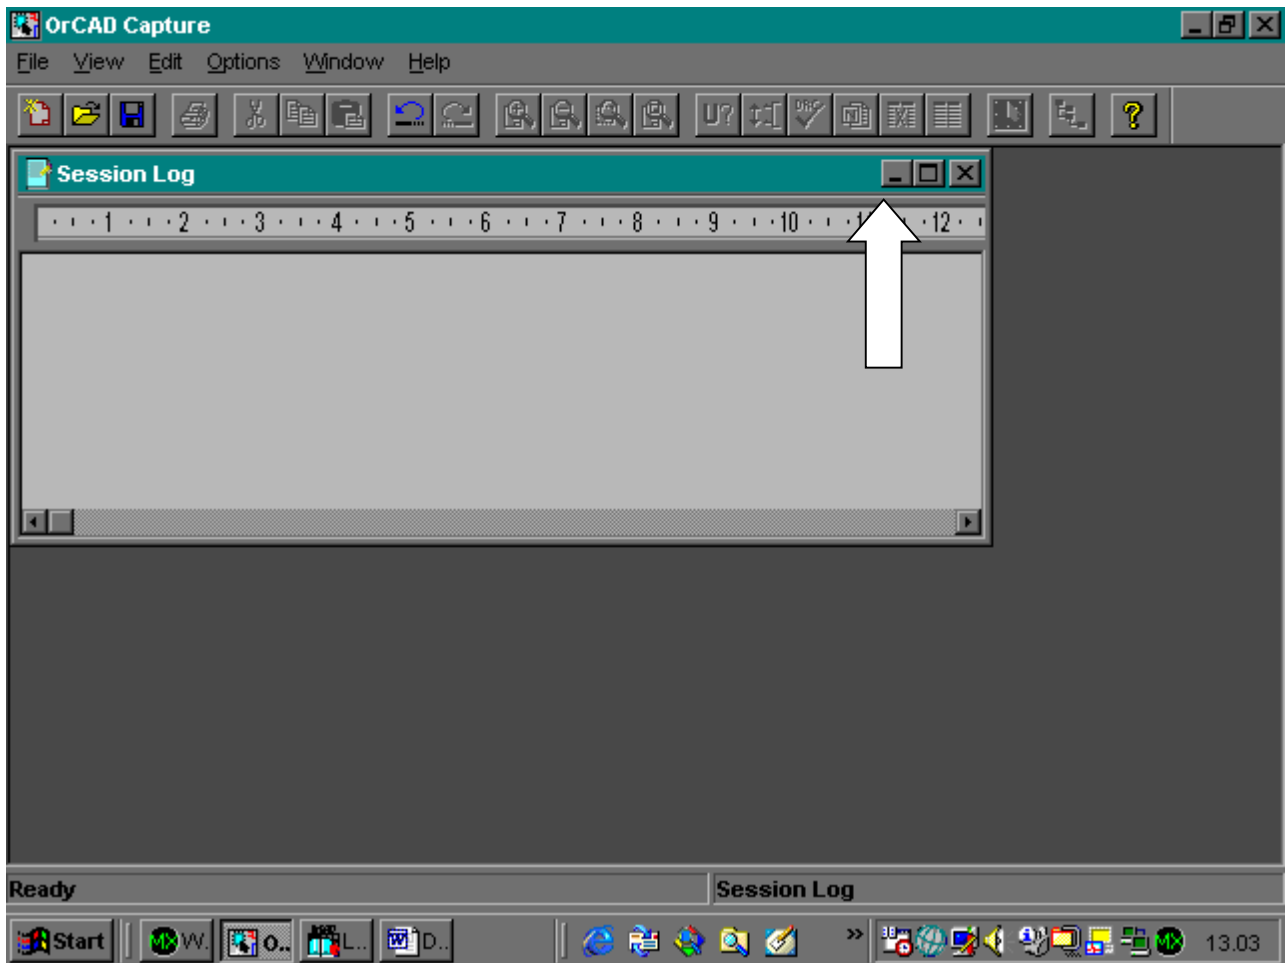 OrCAD Capture
File View Edit Options Window Help
U?
Session Log
1 2 3 4 5 6 7 8 9 10 12
Ready Session Log
Start W. O.. L.. D.. » 13.03